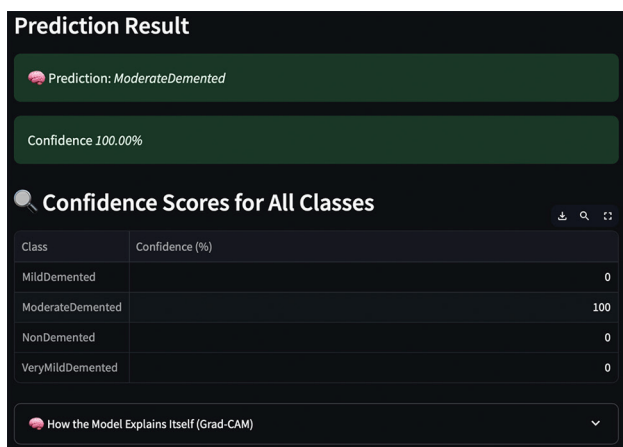 Prediction Result
🧠 Prediction: ModerateDemented
Confidence 100.00%
🔍 Confidence Scores for All Classes
Class Confidence (%)
MildDemented 0
ModerateDemented 100
NonDemented 0
VeryMildDemented 0
🧠 How the Model Explains Itself (Grad-CAM)